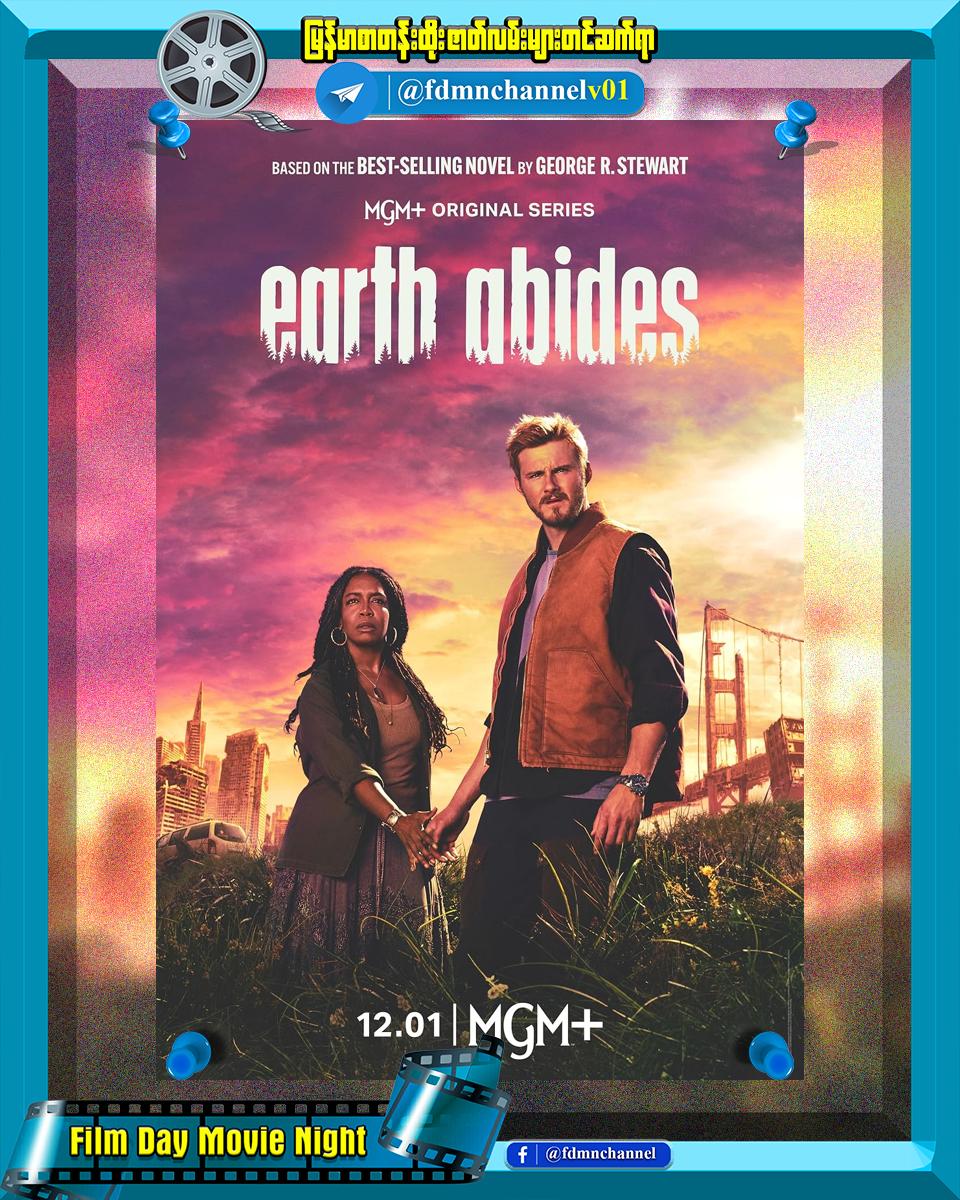 မြန်မာစာတန်းထိုးဇာတ်လမ်းများတင်ဆက်ရာ
@fdmnchannelv01
BASED ON THE BEST-SELLING NOVEL BY GEORGE R. STEWART
MGM+ ORIGINAL SERIES
earth abides
12.01 | MGM+
Film Day Movie Night
@fdmnchannel